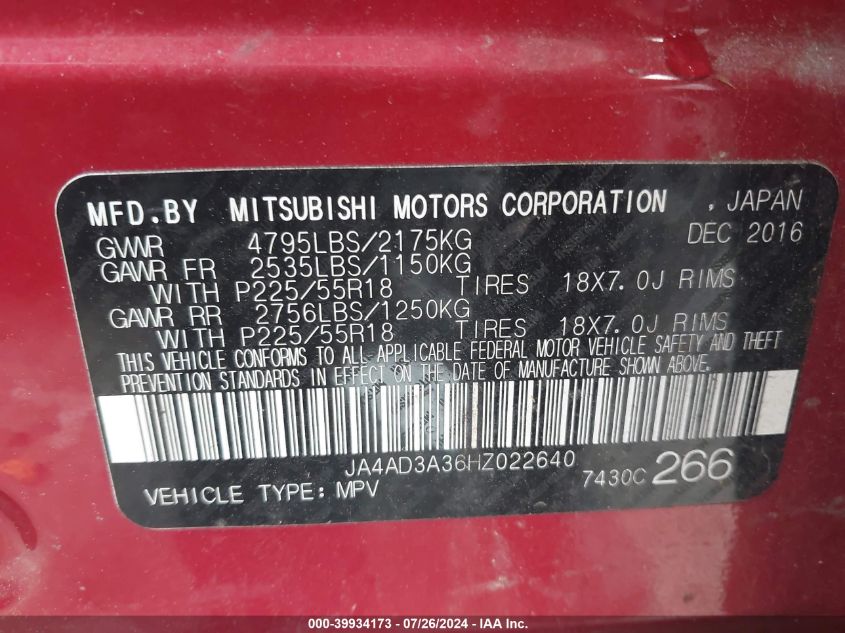 MFD.BY MITSUBISHI MOTORS CORPORATION , JAPAN
GVWR 4795LBS/2175KG DEC 2016
GAWR FR 2535LBS/1150KG
WITH P225/55R18 TIRES 18X7.0J RIMS
GAWR RR 2756LBS/1250KG
WITH P225/55R18 TIRES 18X7.0J RIMS
THIS VEHICLE CONFORMS TO ALL APPLICABLE FEDERAL MOTOR VEHICLE SAFETY AND THEFT
PREVENTION STANDARDS IN EFFECT ON THE DATE OF MANUFACTURE SHOWN ABOVE.
JA4AD3A36HZ022640
7430C 266
VEHICLE TYPE: MPV
000-39934173 - 07/26/2024 - IAA Inc.